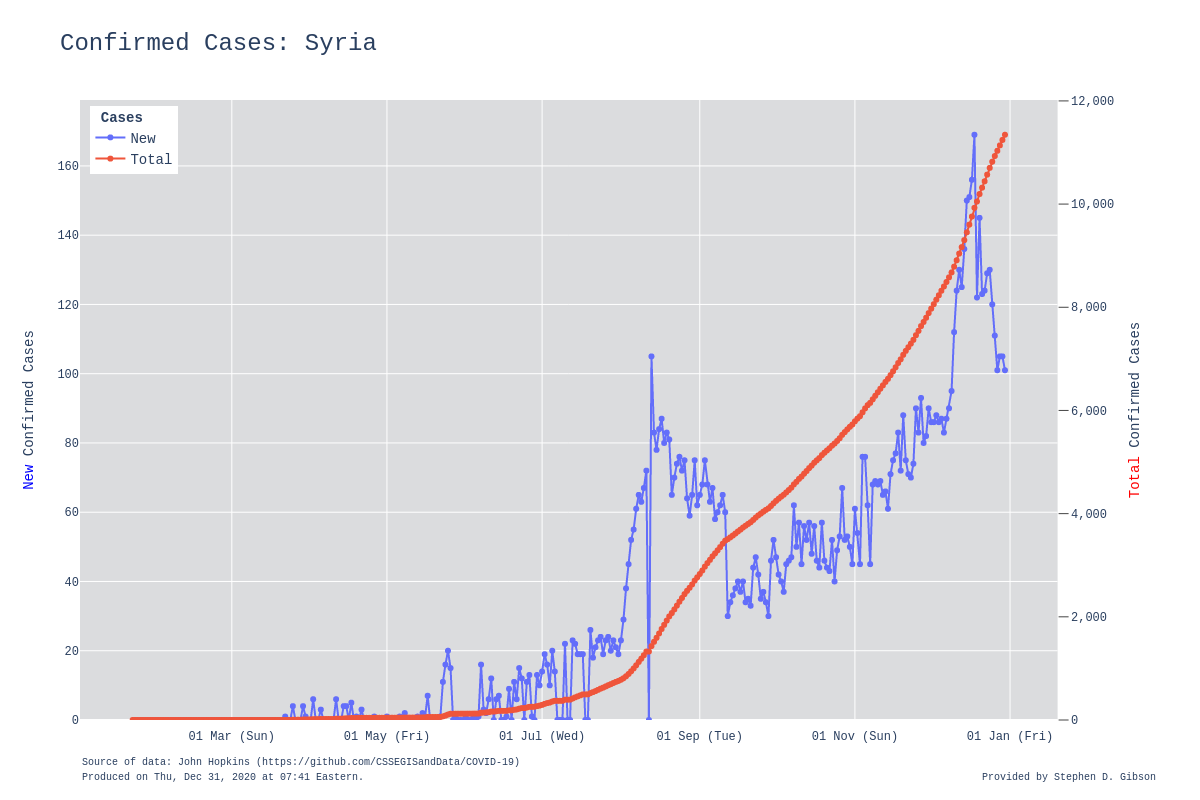 Confirmed Cases: Syria
Cases
New
Total
160
140
120
100
80
60
40
20
0
12,000
10,000
8,000
6,000
4,000
2,000
0
New Confirmed Cases
Total Confirmed Cases
01 Mar (Sun)
01 May (Fri)
01 Jul (Wed)
01 Sep (Tue)
01 Nov (Sun)
01 Jan (Fri)
Source of data: John Hopkins (https://github.com/CSSEGISandData/COVID-19)
Produced on Thu, Dec 31, 2020 at 07:41 Eastern.
Provided by Stephen D. Gibson